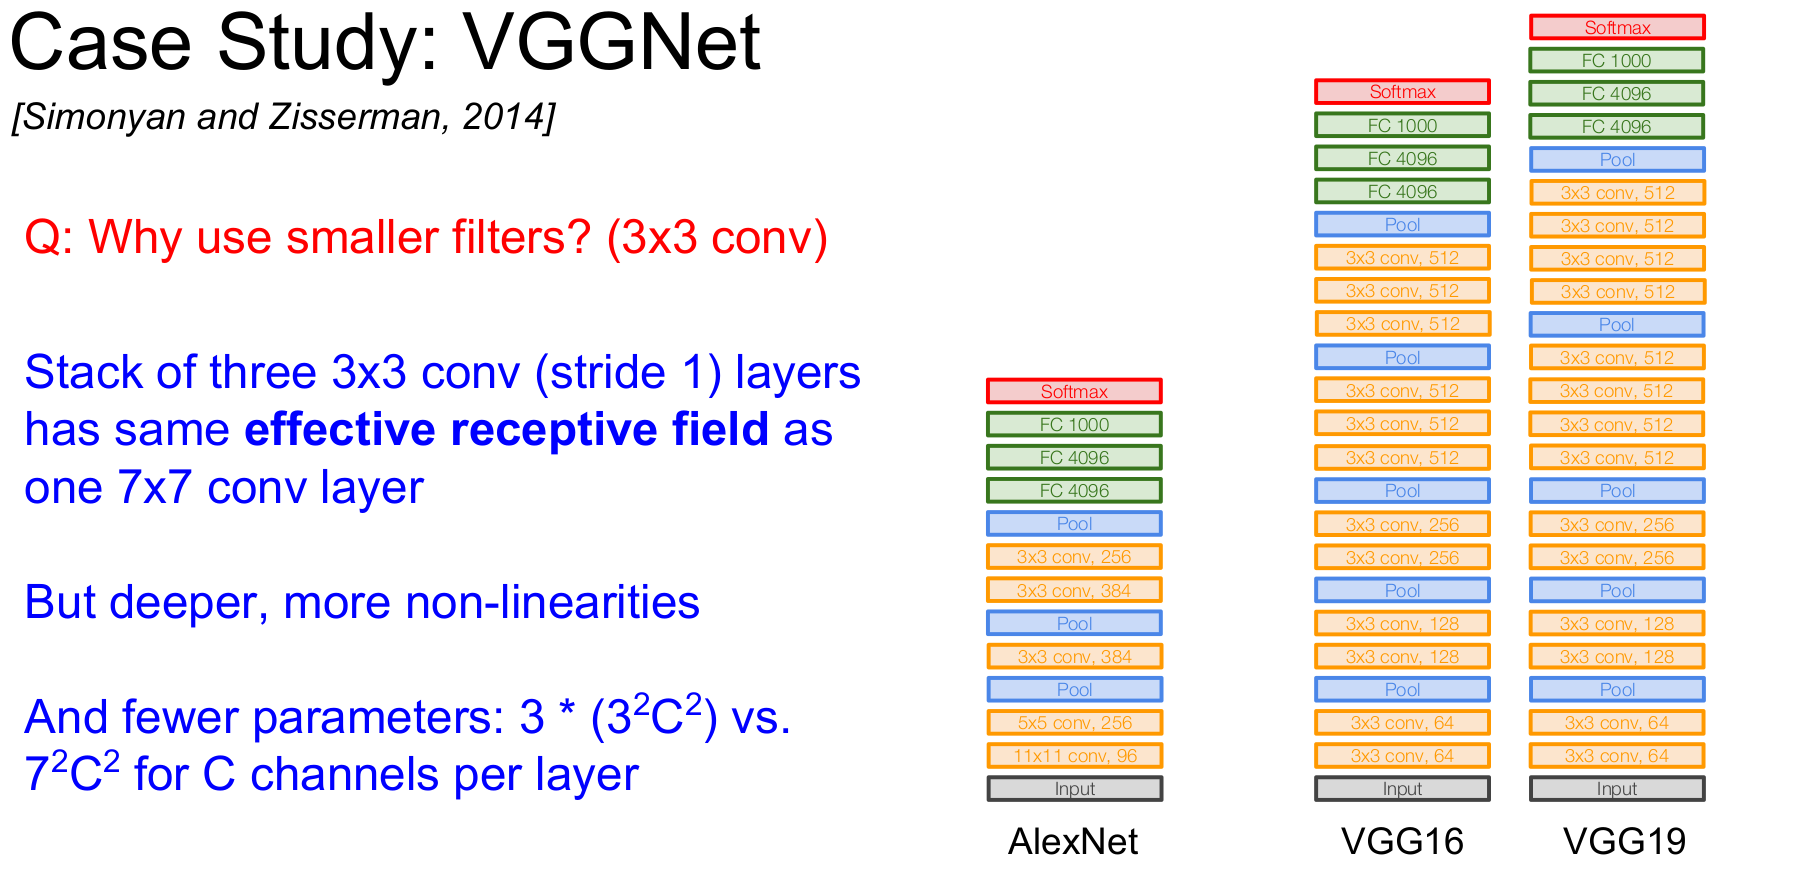 Case Study: VGGNet
[Simonyan and Zisserman, 2014]
Q: Why use smaller filters? (3x3 conv)
Stack of three 3x3 conv (stride 1) layers
has same effective receptive field as
one 7x7 conv layer
But deeper, more non-linearities
And fewer parameters: 3 * (3²C²) vs.
7²C² for C channels per layer
Softmax
FC 1000
FC 4096
FC 4096
Pool
3x3 conv, 256
3x3 conv, 384
Pool
3x3 conv, 384
Pool
5x5 conv, 256
11x11 conv, 96
Input
AlexNet
Softmax
FC 1000
FC 4096
FC 4096
Pool
3x3 conv, 512
3x3 conv, 512
3x3 conv, 512
Pool
3x3 conv, 512
3x3 conv, 512
3x3 conv, 512
Pool
3x3 conv, 256
3x3 conv, 256
Pool
3x3 conv, 128
3x3 conv, 128
Pool
3x3 conv, 64
3x3 conv, 64
Input
VGG16
Softmax
FC 1000
FC 4096
FC 4096
Pool
3x3 conv, 512
3x3 conv, 512
3x3 conv, 512
3x3 conv, 512
Pool
3x3 conv, 512
3x3 conv, 512
3x3 conv, 512
3x3 conv, 512
Pool
3x3 conv, 256
3x3 conv, 256
Pool
3x3 conv, 128
3x3 conv, 128
Pool
3x3 conv, 64
3x3 conv, 64
Input
VGG19